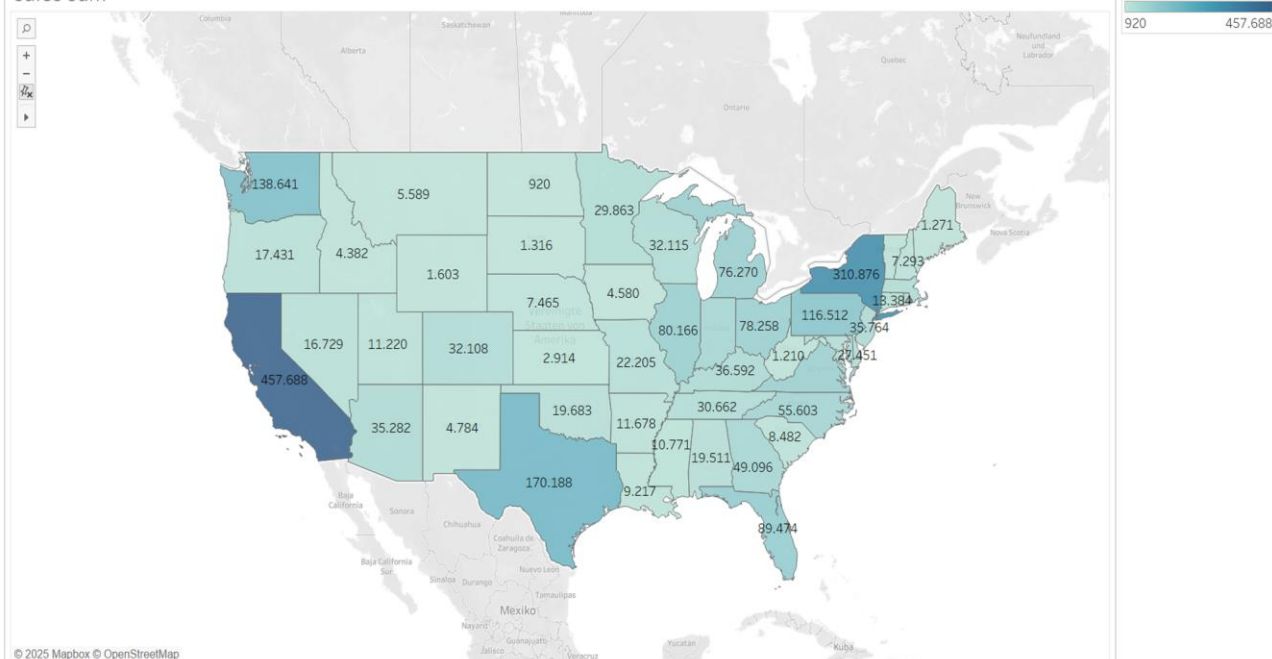 Sales Sum
920 457.688
Columbia
Manitoba
Saskatchewan
Alberta
Neufundland
und
Labrador
Quebec
Ontario
138.641
5.589
920
29.863
New
Brunswick
1.271
Nova Scotia
17.431
4.382
1.316
32.115
76.270
7.293
310.876
1.603
7.465
4.580
13.384
Vereinigte
Staaten von
Amerika
116.512
35.764
16.729
11.220
32.108
2.914
80.166
78.258
27.451
22.205
36.592
1.210
457.688
35.282
4.784
19.683
11.678
30.662
55.603
10.771
19.511
49.096
8.482
170.188
9.217
89.474
Baja
California
Sonora
Chihuahua
Coahuila de
Zaragoza
Baja California
Sur
Nuevo León
Sinaloa
Durango
Tamaulipas
Mexiko
Nayarit
Guanajuato
Jalisco
Veracruz
Yucatán
Kuba
© 2025 Mapbox © OpenStreetMap